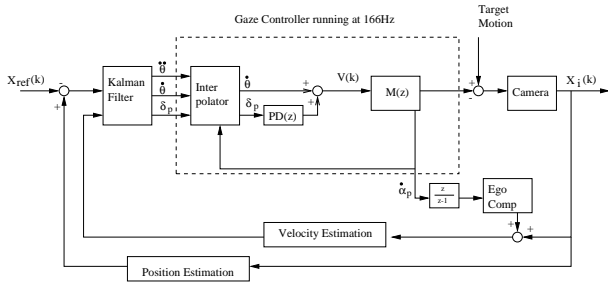 Gaze Controller running at 166Hz
Target
Motion
X_ref(k)
-
+
Kalman
Filter
θ̈
θ̇
δ_p
Inter
polator
θ̇
δ_p
PD(z)
+
+
V(k)
M(z)
+
-
Camera
X_i(k)
α̇_p
z
z-1
Ego
Comp
+
+
Velocity Estimation
Position Estimation